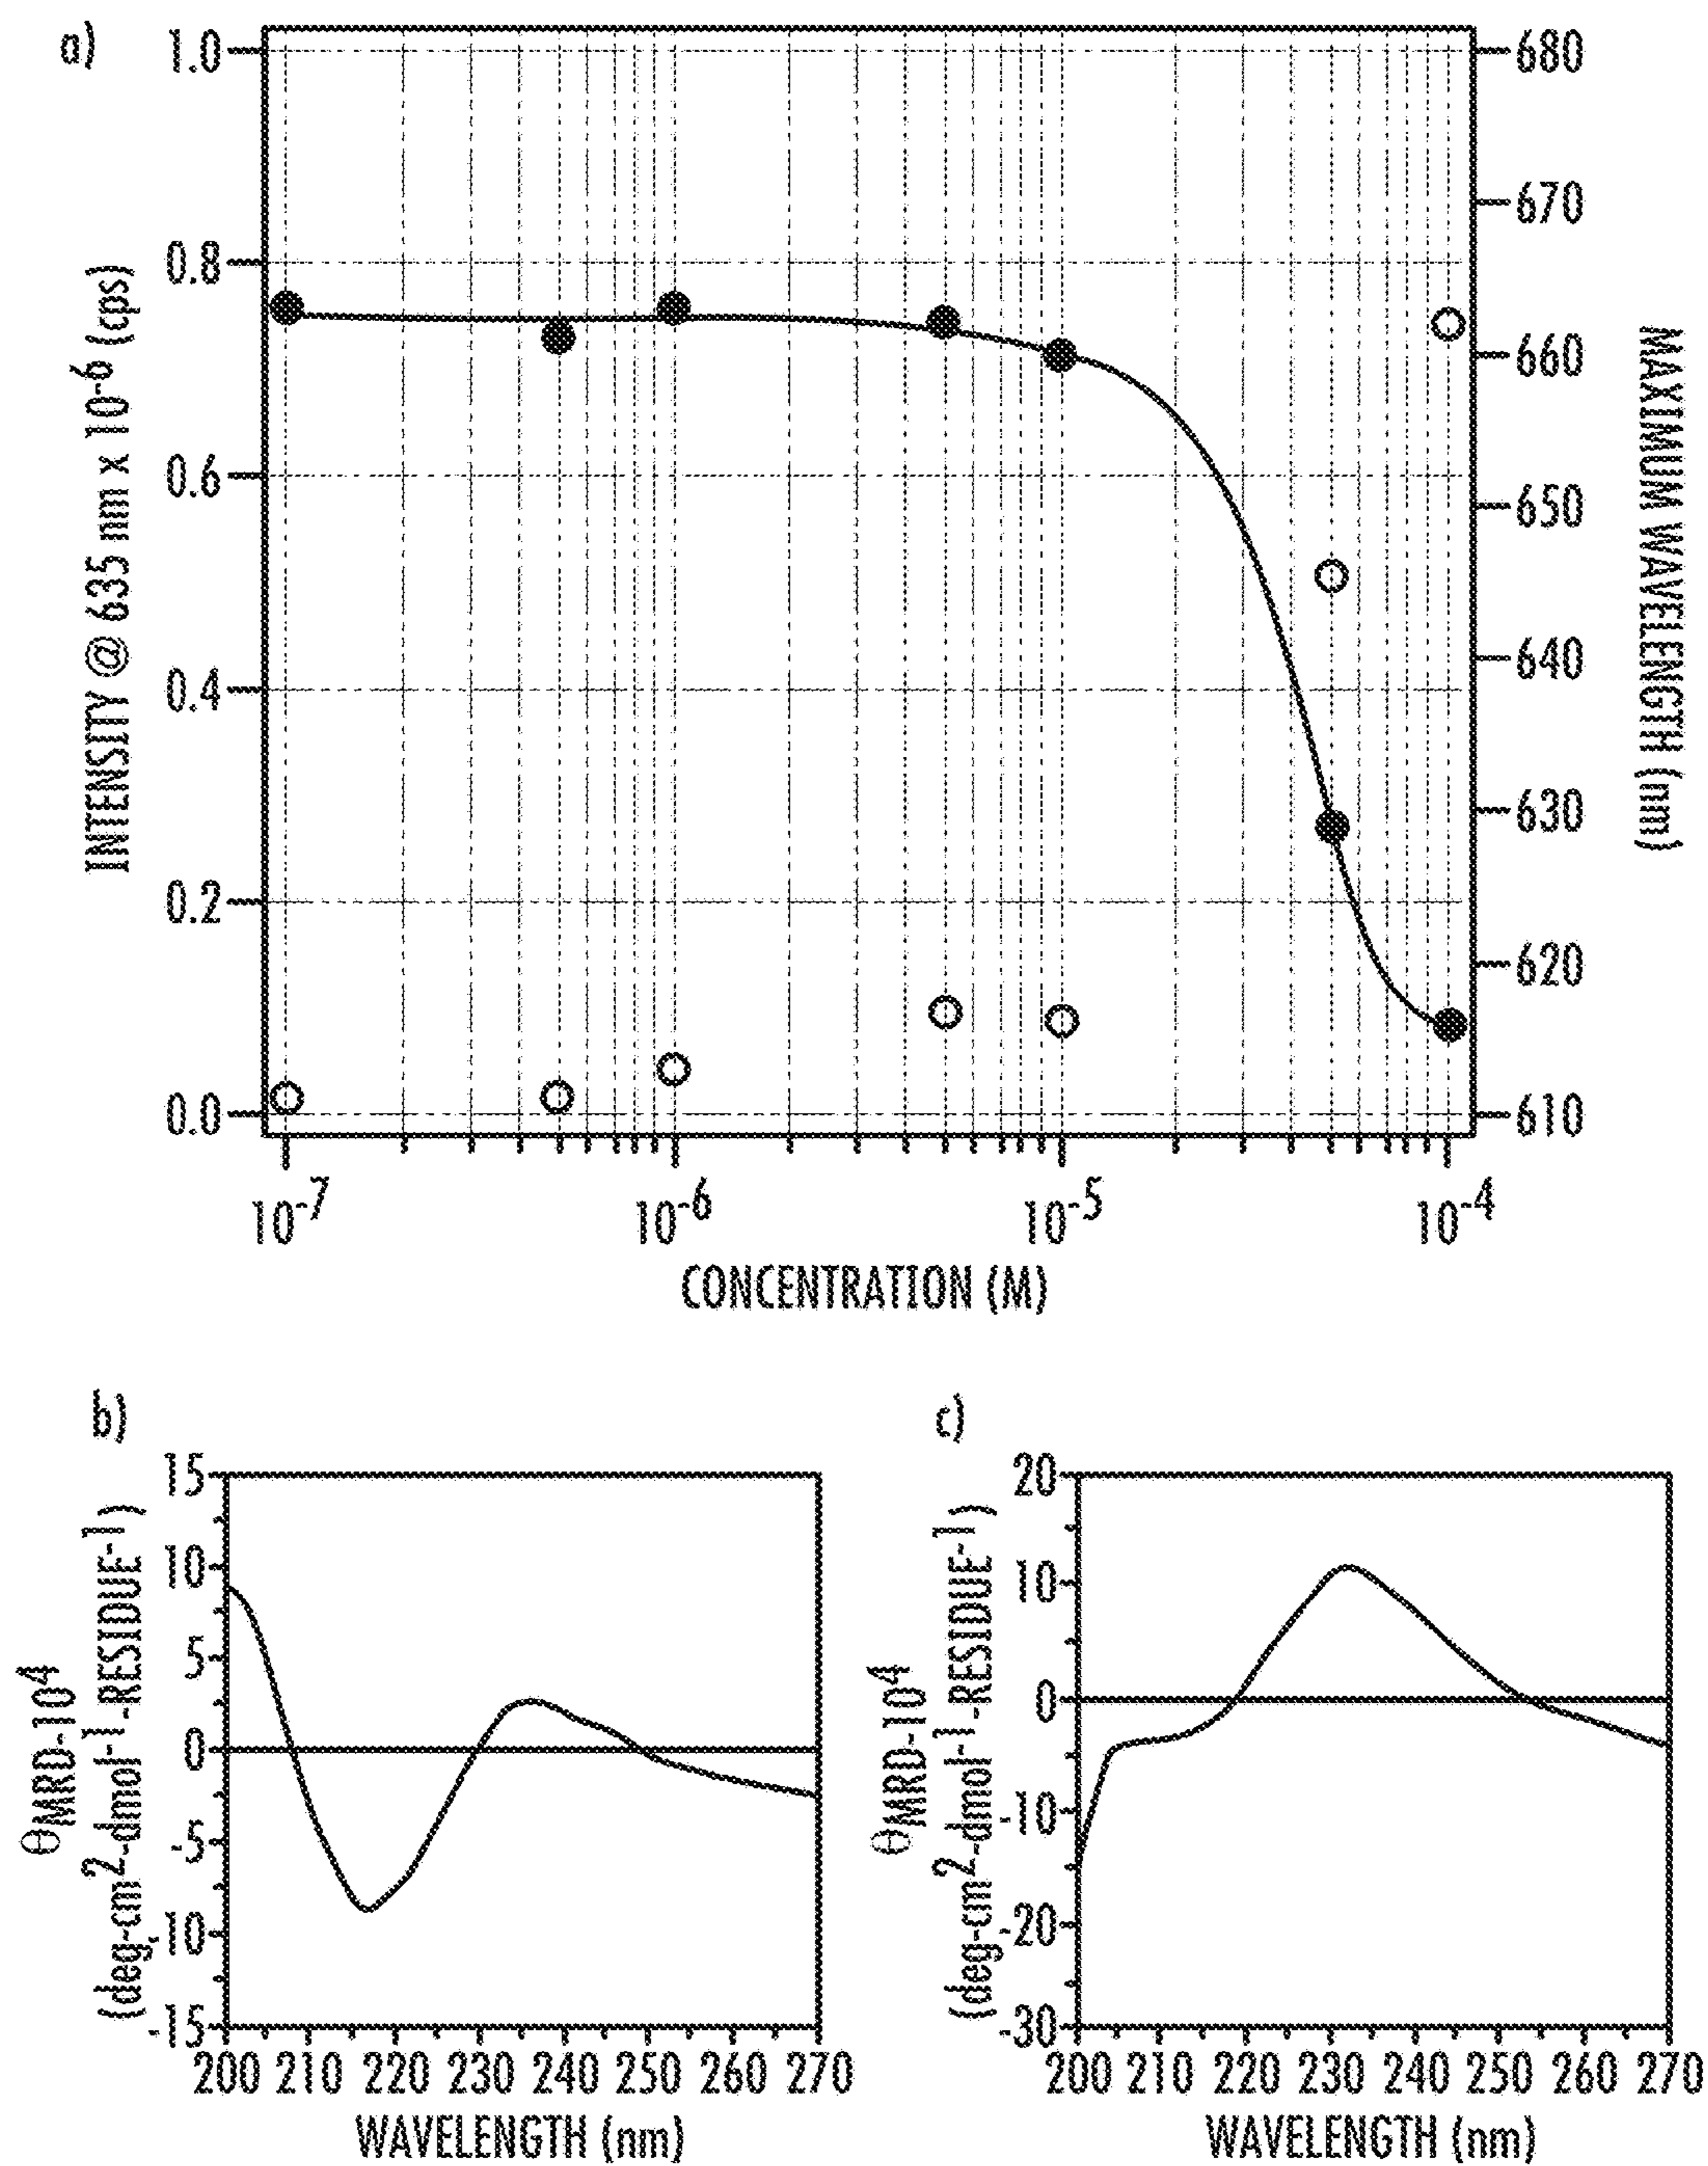 a)
1.0
0.8
0.6
0.4
0.2
0.0
INTENSITY @ 635 nm x 10-6 (cps)
680
670
660
650
640
630
620
610
MAXIMUM WAVELENGTH (nm)
10-7 10-6 10-5 10-4
CONCENTRATION (M)
b)
15
10
5
0
-5
-10
-15
θMRD-104
(deg-cm2-dmol-1-RESIDUE-1)
200 210 220 230 240 250 260 270
WAVELENGTH (nm)
c)
20
10
0
-10
-20
-30
θMRD-104
(deg-cm2-dmol-1-RESIDUE-1)
200 210 220 230 240 250 260 270
WAVELENGTH (nm)